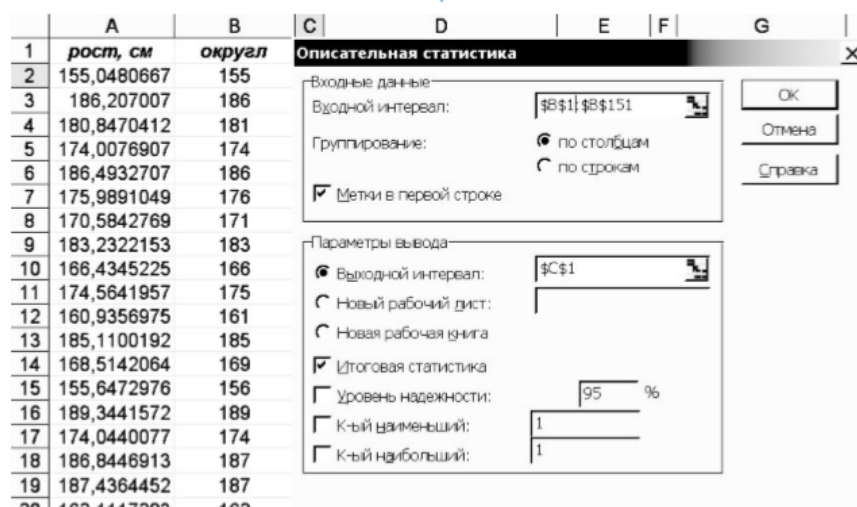 A B C D E F G
1 рост, см округл
2 155,0480667 155
3 186,207007 186
4 180,8470412 181
5 174,0076907 174
6 186,4932707 186
7 175,9891049 176
8 170,5842769 171
9 183,2322153 183
10 166,4345225 166
11 174,5641957 175
12 160,9356975 161
13 185,1100192 185
14 168,5142064 169
15 155,6472976 156
16 189,3441572 189
17 174,0440077 174
18 186,8446913 187
19 187,4364452 187
Описательная статистика
Входные данные
Входной интервал: $B$1:$B$151
Группирование: по столбцам
по строкам
Метки в первой строке
Параметры вывода
Выходной интервал: $C$1
Новый рабочий лист:
Новая рабочая книга
Итоговая статистика
Уровень надежности: 95 %
К-ый наименьший: 1
К-ый наибольший: 1
OK
Отмена
Справка